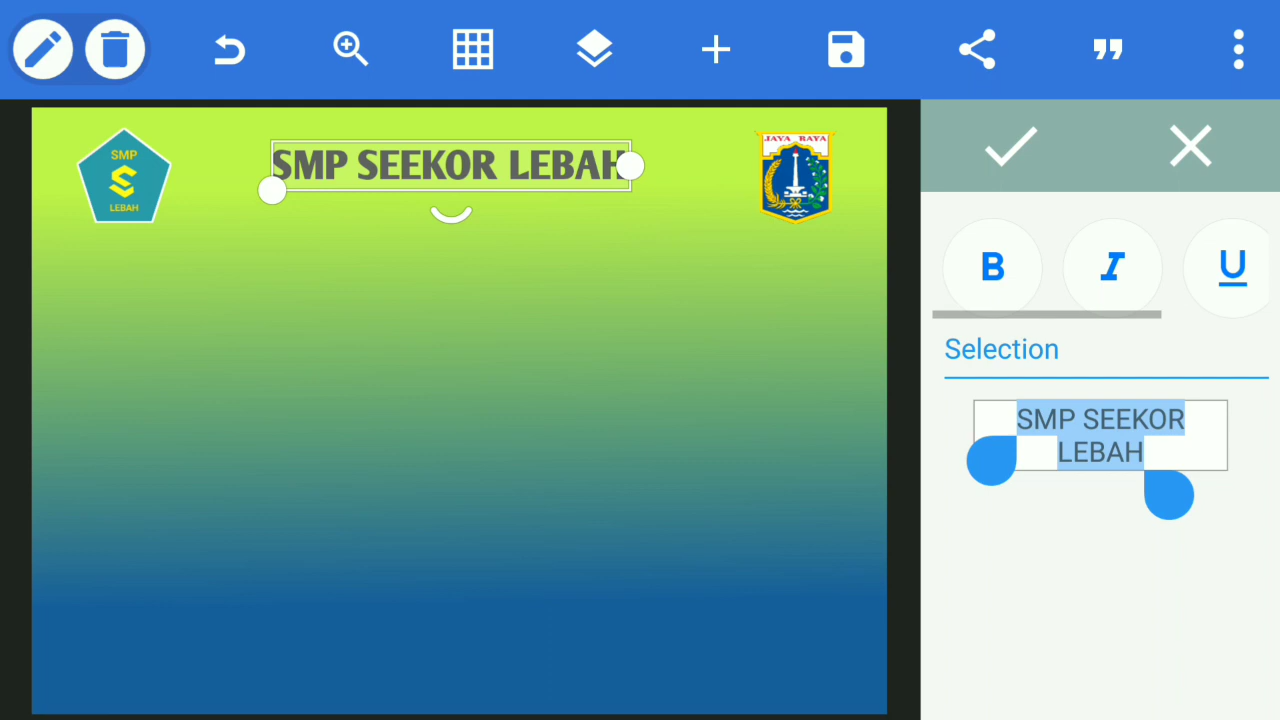 SMP
LEBAH
SMP SEEKOR LEBAH
JAYA RAYA
B
I
U
Selection
SMP SEEKOR
LEBAH